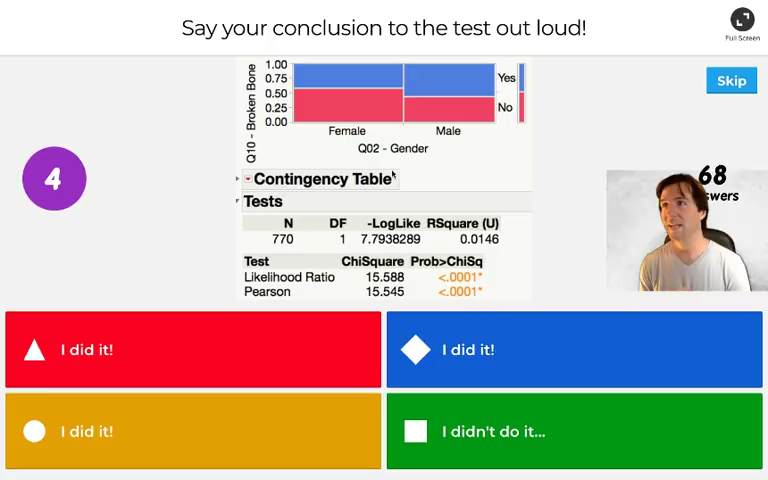 Say your conclusion to the test out loud!
Full Screen
Skip
4
68
Q10 - Broken Bone
1.00
0.75
0.50
0.25
0.00
Yes
No
Female Male
Q02 - Gender
Contingency Table
Tests
N DF -LogLike RSquare (U)
770 1 7.7938289 0.0146
Test ChiSquare Prob>ChiSq
Likelihood Ratio 15.588 <.0001*
Pearson 15.545 <.0001*
I did it!
I did it!
I did it!
I didn't do it...